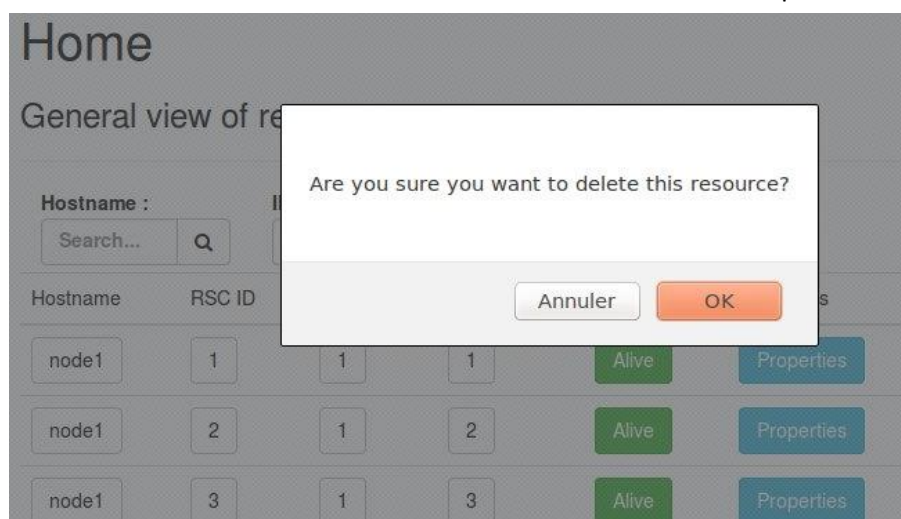 Home
General view of re
Are you sure you want to delete this resource?
Hostname :
Search...
Annuler OK
Hostname RSC ID s
node1 1 1 1 Alive Properties
node1 2 1 2 Alive Properties
node1 3 1 3 Alive Properties